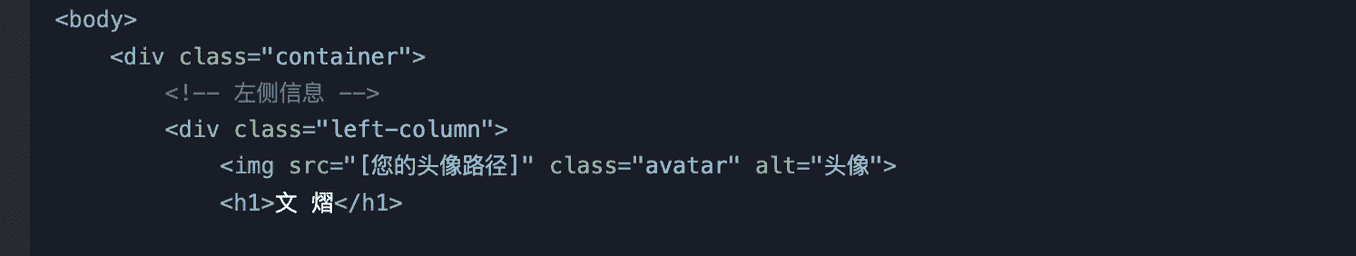 <body>
<div class="container">
<!-- 左侧信息 -->
<div class="left-column">
<img src="[您的头像路径]" class="avatar" alt="头像">
<h1>文 熠</h1>